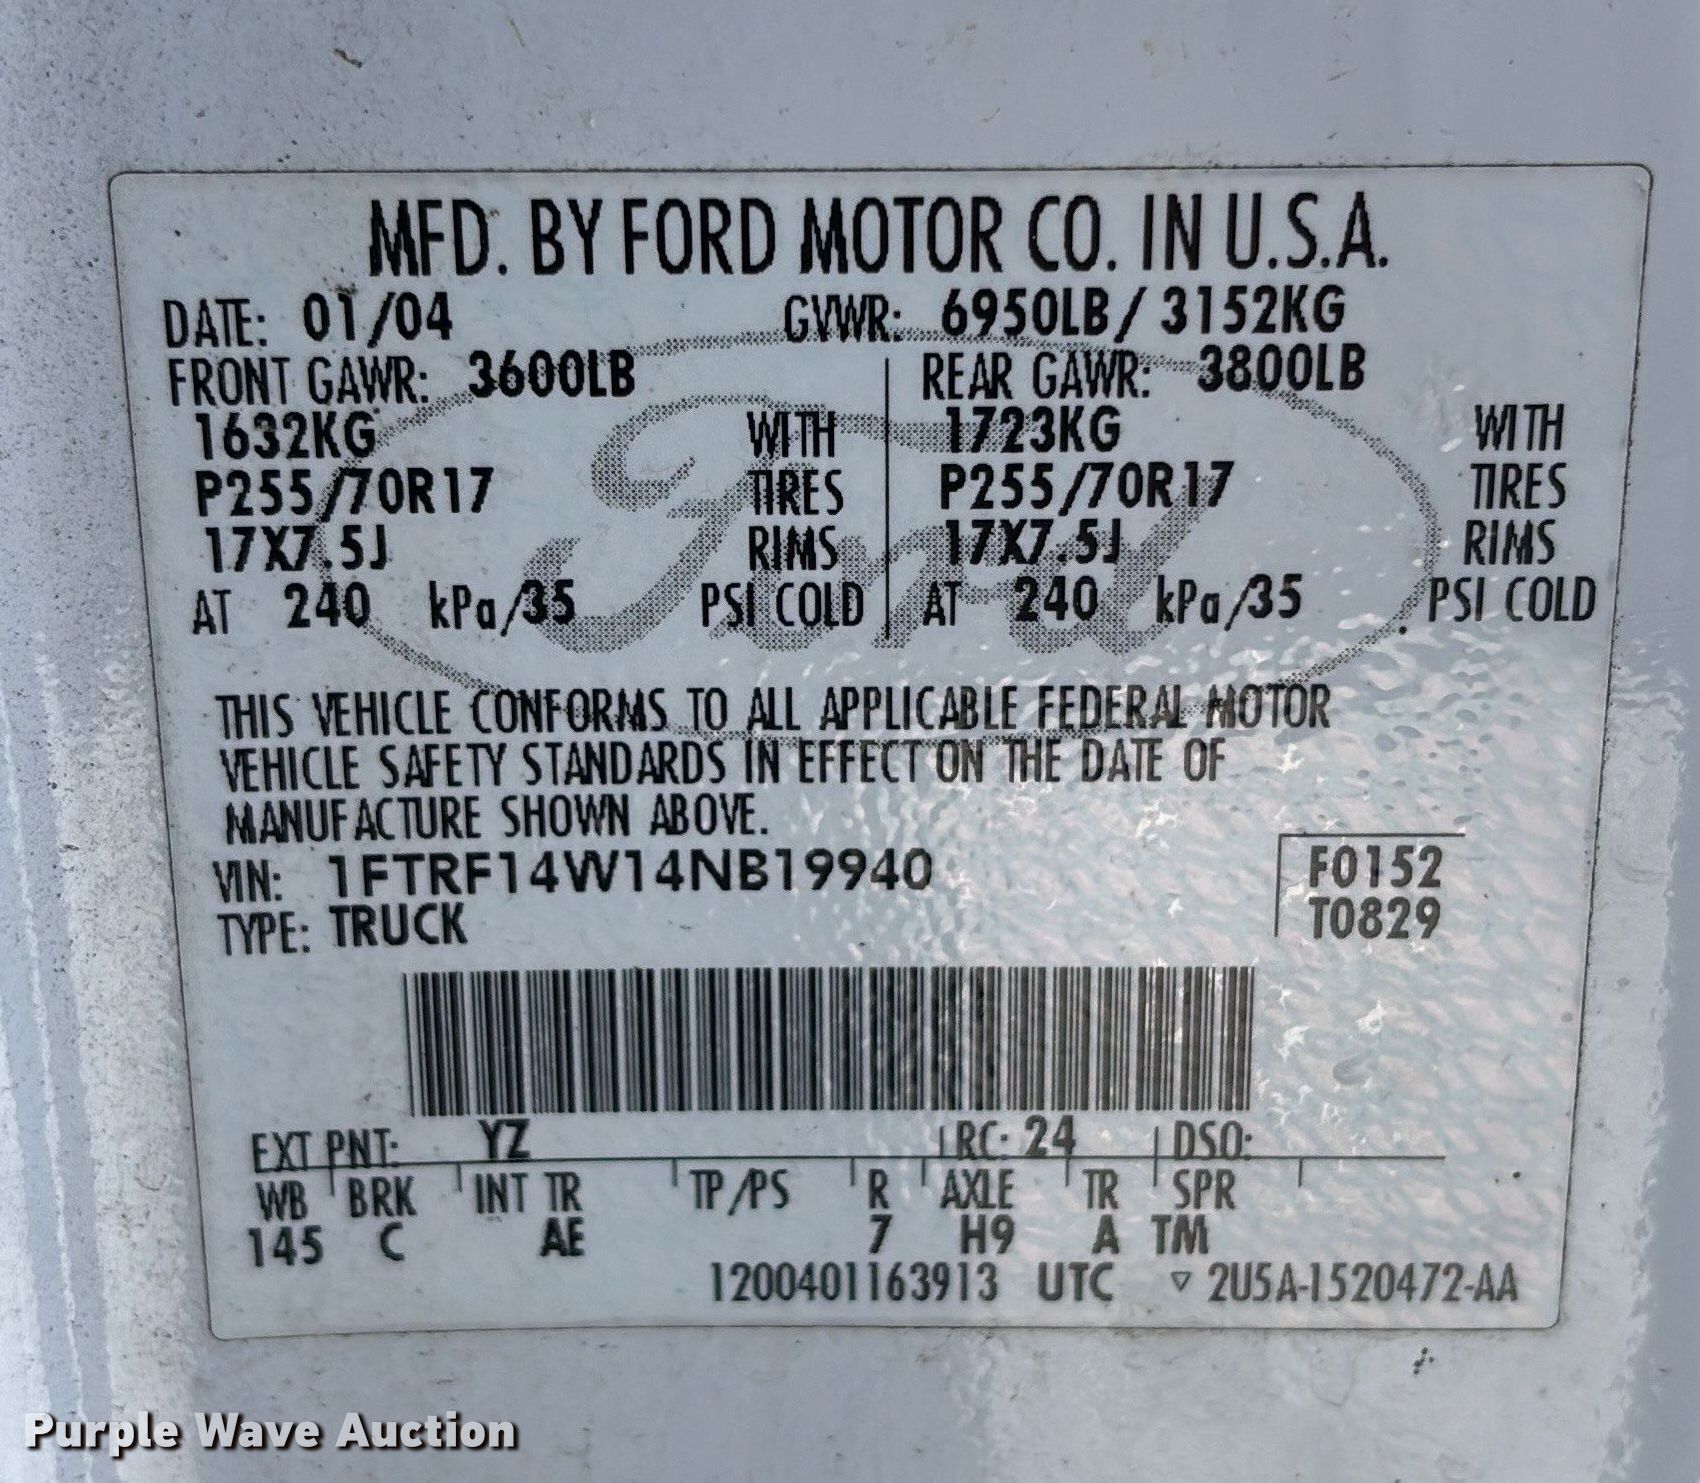 MFD. BY FORD MOTOR CO. IN U.S.A.
DATE: 01/04 GVWR: 6950LB/ 3152KG
FRONT GAWR: 3600LB REAR GAWR: 3800LB
1632KG WITH 1723KG WITH
P255/70R17 TIRES P255/70R17 TIRES
17X7.5J RIMS 17X7.5J RIMS
AT 240 kPa/35 PSI COLD AT 240 kPa/35 PSI COLD
Ford
THIS VEHICLE CONFORMS TO ALL APPLICABLE FEDERAL MOTOR
VEHICLE SAFETY STANDARDS IN EFFECT ON THE DATE OF
MANUFACTURE SHOWN ABOVE.
VIN: 1FTRF14W14NB19940 F0152
TYPE: TRUCK T0829
EXT PNT: YZ RC: 24 DSO:
WB BRK INT TR TP/PS R AXLE TR SPR
145 C AE 7 H9 A TM
1200401163913 UTC ▽ 2U5A-1520472-AA
Purple Wave Auction